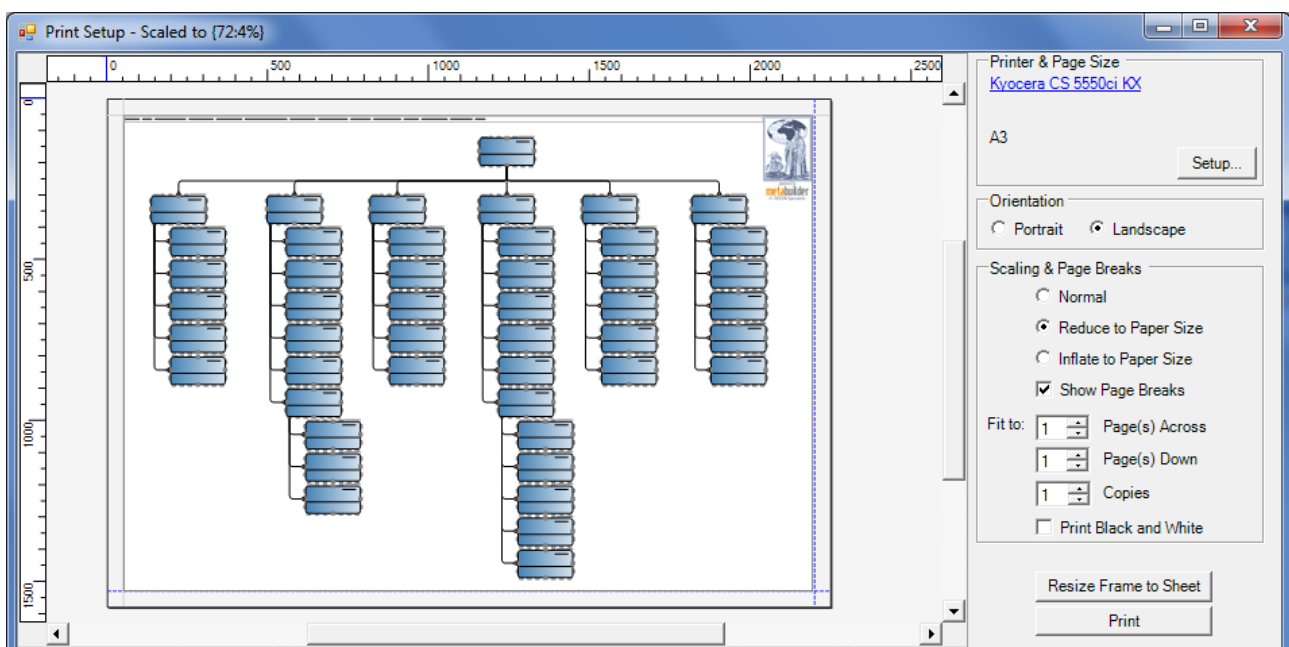 Print Setup - Scaled to {72:4%}
0 500 1000 1500 2000 2500
0
500
1000
1500
metabuilder
Printer & Page Size
Kyocera CS 5550ci KX
A3
Setup...
Orientation
Portrait Landscape
Scaling & Page Breaks
Normal
Reduce to Paper Size
Inflate to Paper Size
Show Page Breaks
Fit to: 1 Page(s) Across
1 Page(s) Down
1 Copies
Print Black and White
Resize Frame to Sheet
Print